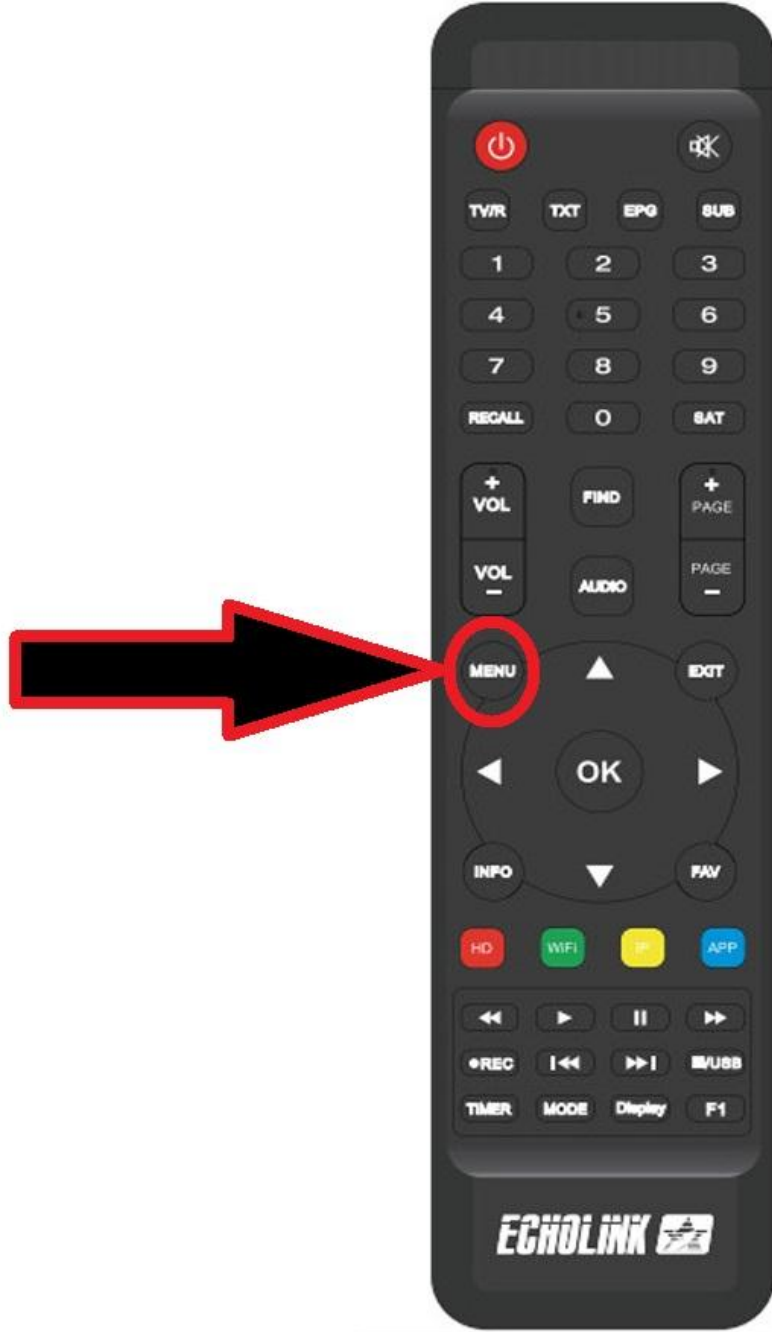 TV/R TXT EPG SUB
1 2 3
4 5 6
7 8 9
RECALL 0 SAT
+ VOL FIND + PAGE
VOL - AUDIO PAGE -
MENU EXIT
OK
INFO FAV
HD WiFi IP APP
●REC ■/USB
TIMER MODE Display F1
ECHOLINK